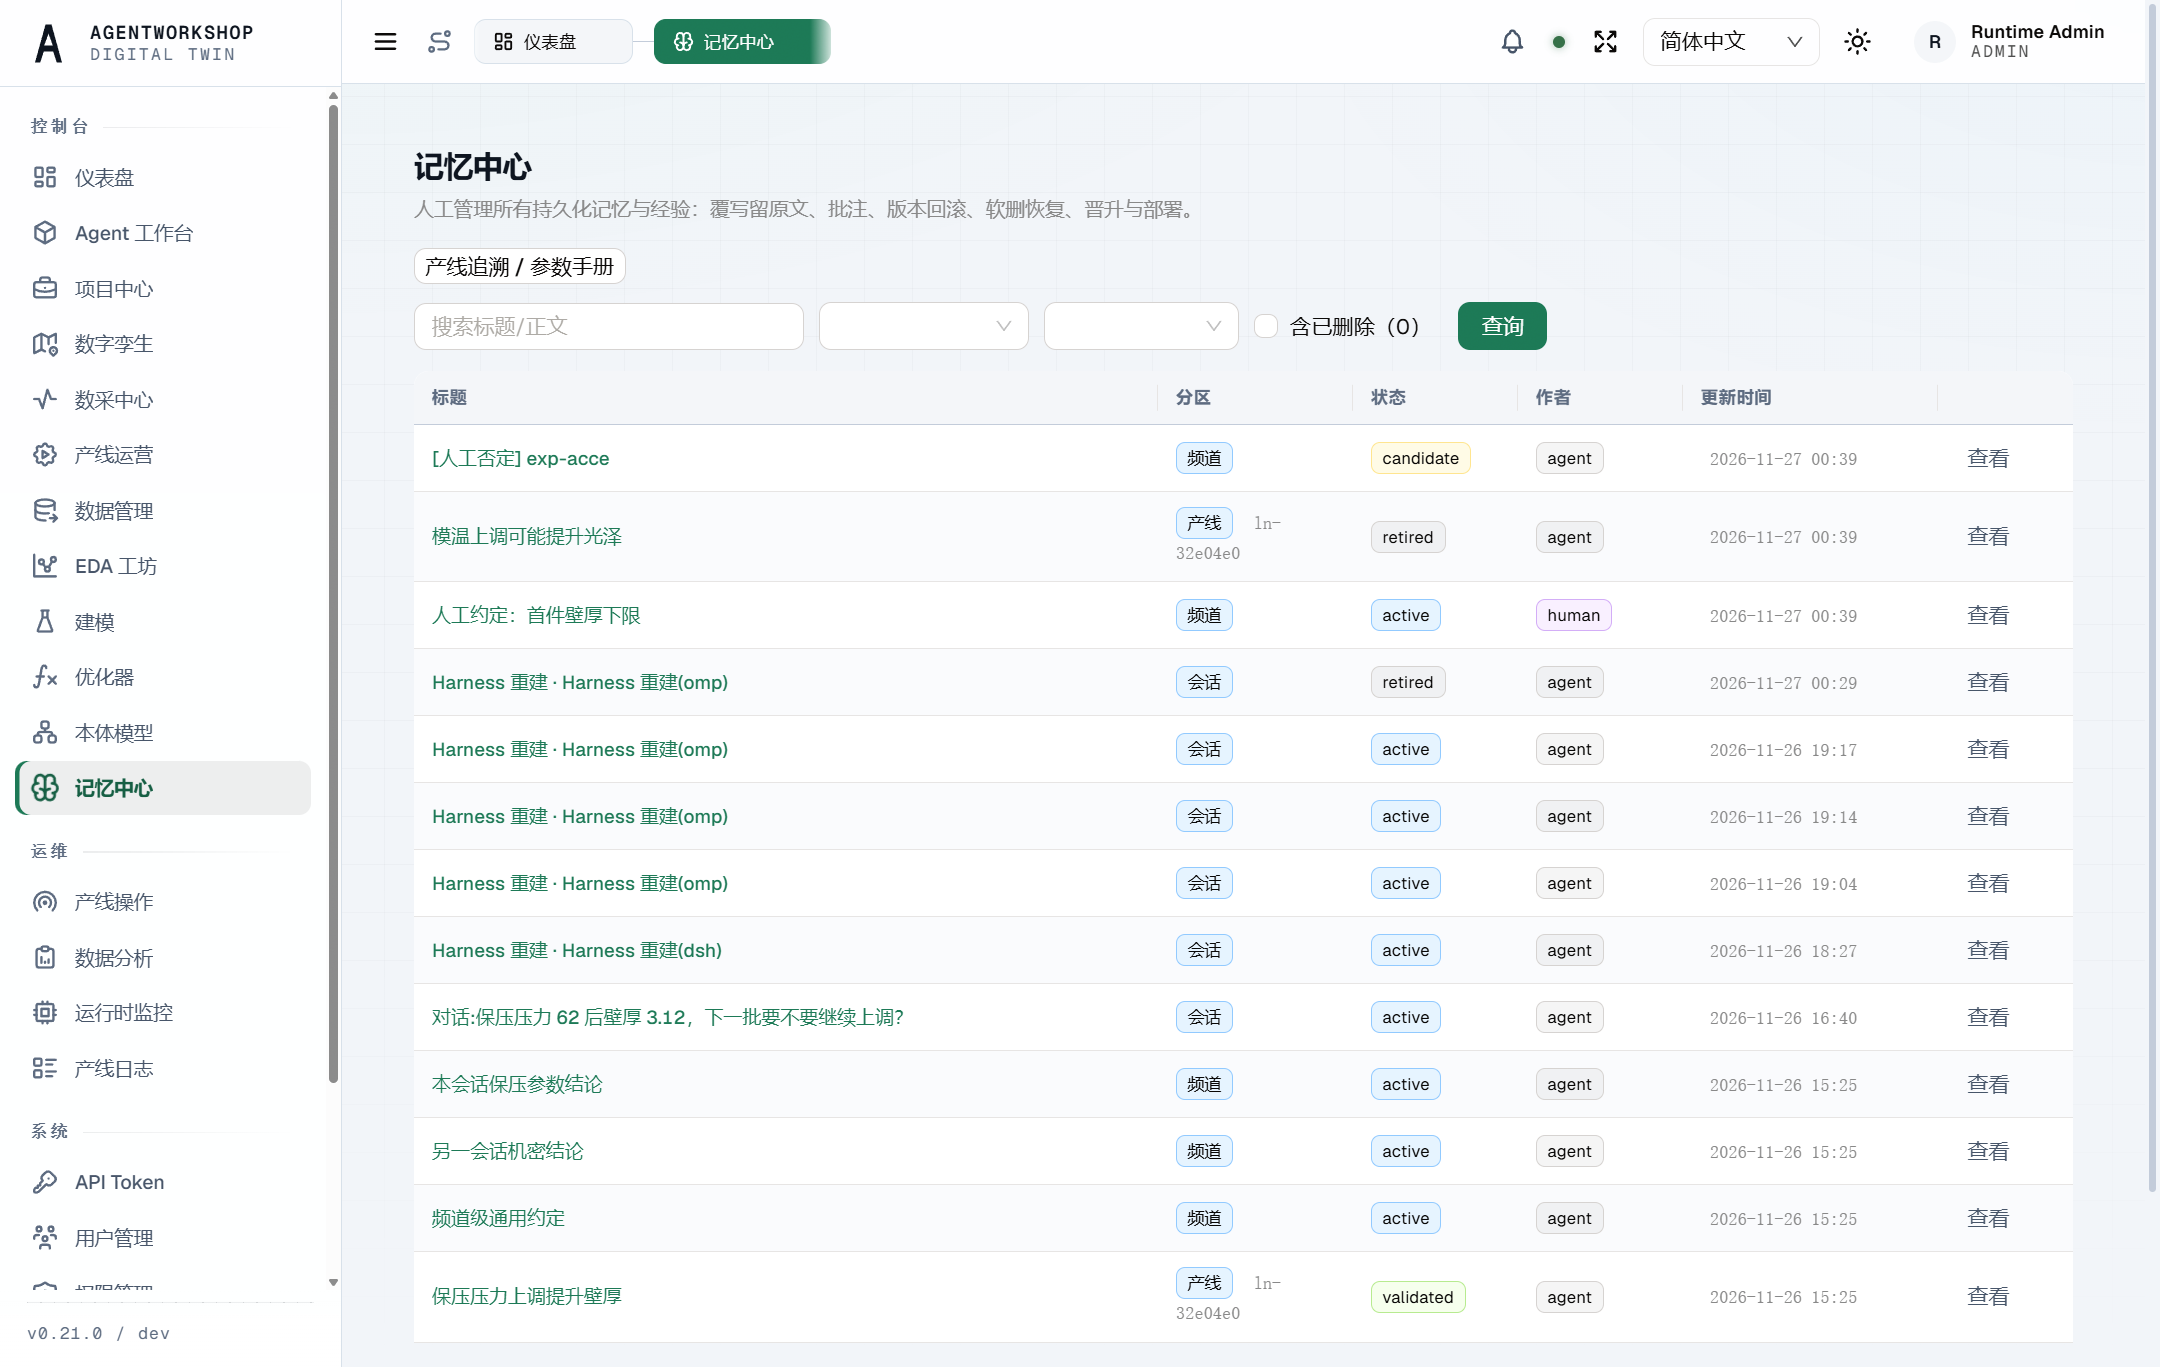 AGENTWORKSHOP
DIGITAL TWIN
仪表盘
记忆中心
简体中文
R
Runtime Admin
ADMIN
控制台
仪表盘
Agent 工作台
项目中心
数字孪生
数采中心
产线运营
数据管理
EDA 工坊
建模
优化器
本体模型
记忆中心
运维
产线操作
数据分析
运行时监控
产线日志
系统
API Token
用户管理
v0.21.0 / dev
记忆中心
人工管理所有持久化记忆与经验：覆写留原文、批注、版本回滚、软删恢复、晋升与部署。
产线追溯 / 参数手册
搜索标题/正文
含已删除（0）
查询
标题 分区 状态 作者 更新时间
[人工否定] exp-acce 频道 candidate agent 2026-11-27 00:39 查看
模温上调可能提升光泽 产线 ln-32e04e0 retired agent 2026-11-27 00:39 查看
人工约定：首件壁厚下限 频道 active human 2026-11-27 00:39 查看
Harness 重建 · Harness 重建(omp) 会话 retired agent 2026-11-27 00:29 查看
Harness 重建 · Harness 重建(omp) 会话 active agent 2026-11-26 19:17 查看
Harness 重建 · Harness 重建(omp) 会话 active agent 2026-11-26 19:14 查看
Harness 重建 · Harness 重建(omp) 会话 active agent 2026-11-26 19:04 查看
Harness 重建 · Harness 重建(dsh) 会话 active agent 2026-11-26 18:27 查看
对话:保压压力 62 后壁厚 3.12，下一批要不要继续上调？ 会话 active agent 2026-11-26 16:40 查看
本会话保压参数结论 频道 active agent 2026-11-26 15:25 查看
另一会话机密结论 频道 active agent 2026-11-26 15:25 查看
频道级通用约定 频道 active agent 2026-11-26 15:25 查看
保压压力上调提升壁厚 产线 ln-32e04e0 validated agent 2026-11-26 15:25 查看